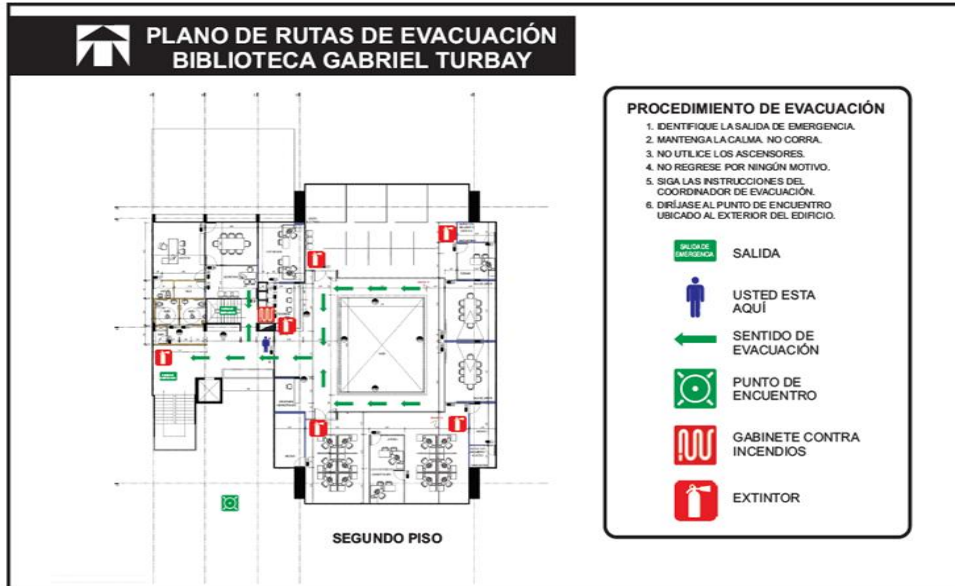 PLANO DE RUTAS DE EVACUACIÓN
BIBLIOTECA GABRIEL TURBAY
PROCEDIMIENTO DE EVACUACIÓN
1. IDENTIFIQUE LA SALIDA DE EMERGENCIA.
2. MANTENGA LA CALMA. NO CORRA.
3. NO UTILICE LOS ASCENSORES.
4. NO REGRESE POR NINGÚN MOTIVO.
5. SIGA LAS INSTRUCCIONES DEL
COORDINADOR DE EVACUACIÓN.
6. DIRÍJASE AL PUNTO DE ENCUENTRO
UBICADO AL EXTERIOR DEL EDIFICIO.
SALIDA DE
EMERGENCIA
SALIDA
USTED ESTA
AQUÍ
SENTIDO DE
EVACUACIÓN
PUNTO DE
ENCUENTRO
GABINETE CONTRA
INCENDIOS
EXTINTOR
SEGUNDO PISO